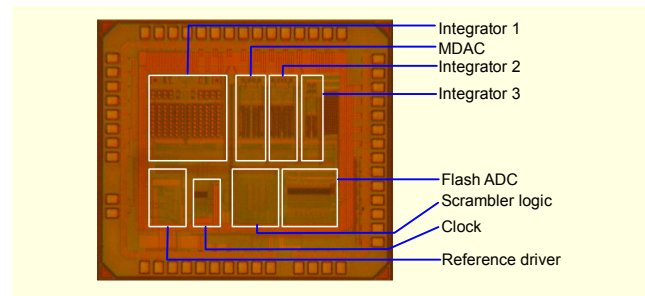 Integrator 1
MDAC
Integrator 2
Integrator 3
Flash ADC
Scrambler logic
Clock
Reference driver